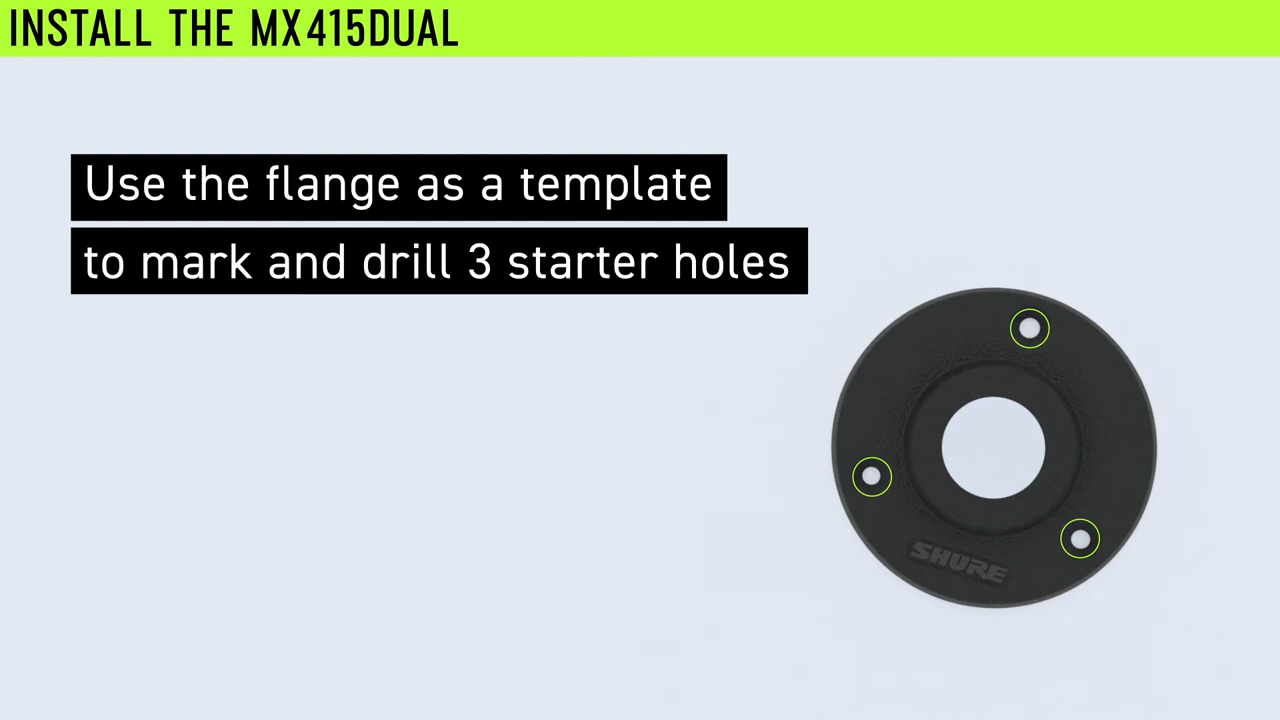 INSTALL THE MX415DUAL
Use the flange as a template
to mark and drill 3 starter holes
SHURE